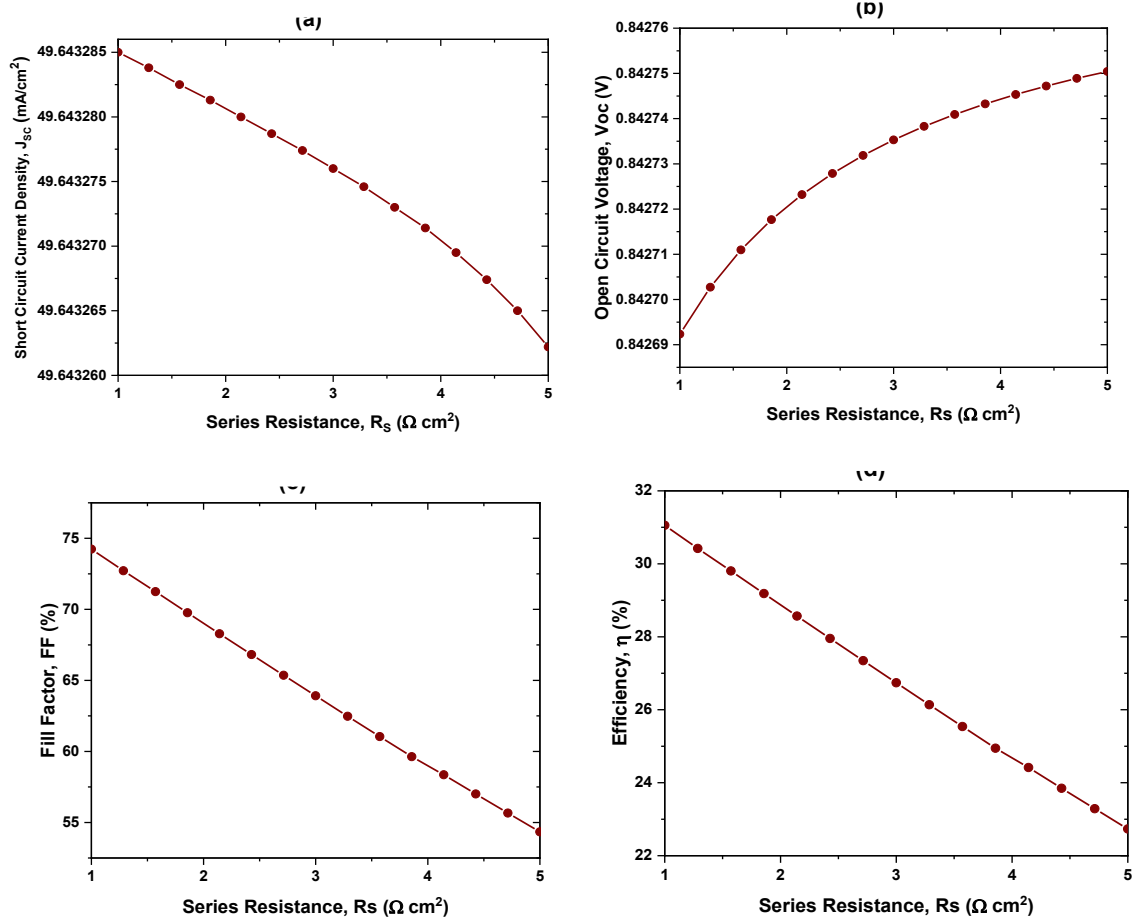 (a)
49.643285
49.643280
49.643275
49.643270
49.643265
49.643260
Short Circuit Current Density, JSC (mA/cm²)
1 2 3 4 5
Series Resistance, RS (Ω cm²)
(b)
0.84276
0.84275
0.84274
0.84273
0.84272
0.84271
0.84270
0.84269
Open Circuit Voltage, Voc (V)
1 2 3 4 5
Series Resistance, Rs (Ω cm²)
75
70
65
60
55
Fill Factor, FF (%)
1 2 3 4 5
Series Resistance, Rs (Ω cm²)
32
30
28
26
24
22
Efficiency, η (%)
1 2 3 4 5
Series Resistance, Rs (Ω cm²)